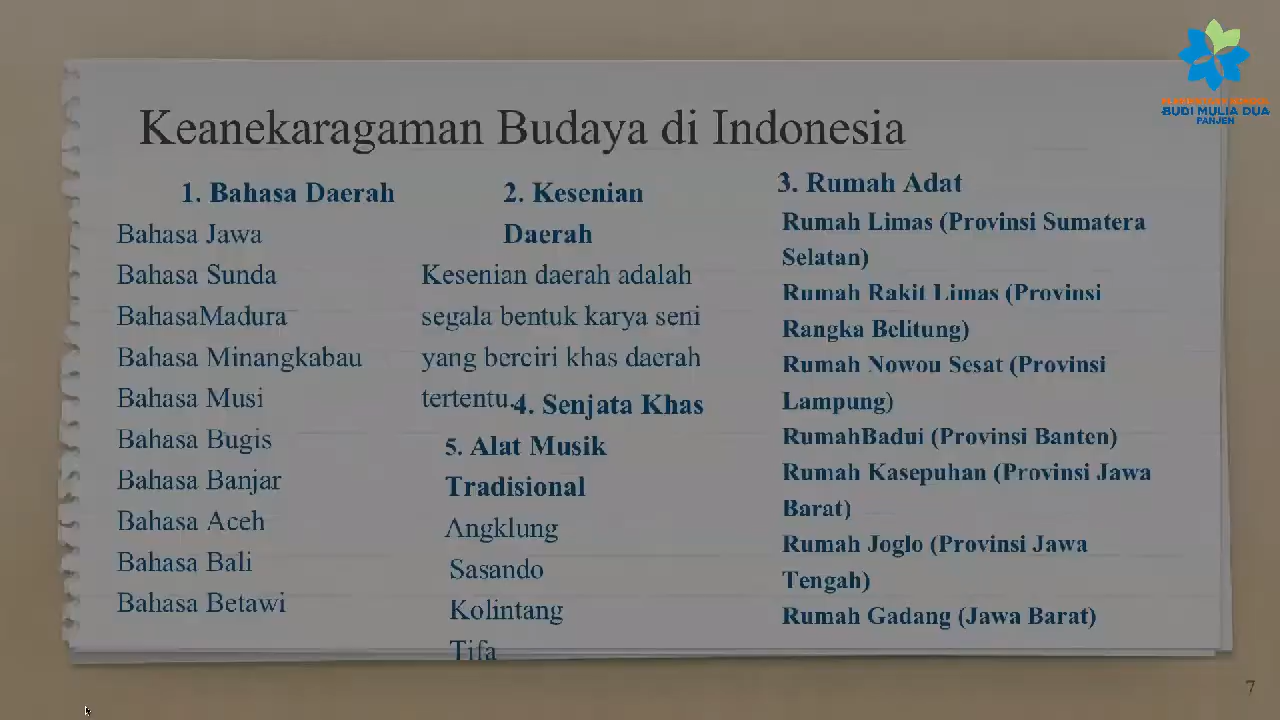 Keanekaragaman Budaya di Indonesia
1. Bahasa Daerah
Bahasa Jawa
Bahasa Sunda
BahasaMadura
Bahasa Minangkabau
Bahasa Musi
Bahasa Bugis
Bahasa Banjar
Bahasa Aceh
Bahasa Bali
Bahasa Betawi
2. Kesenian
Daerah
Kesenian daerah adalah
segala bentuk karya seni
yang berciri khas daerah
tertentu.
4. Senjata Khas
5. Alat Musik
Tradisional
Angklung
Sasando
Kolintang
Tifa
3. Rumah Adat
Rumah Limas (Provinsi Sumatera
Selatan)
Rumah Rakit Limas (Provinsi
Rangka Belitung)
Rumah Nowou Sesat (Provinsi
Lampung)
RumahBadui (Provinsi Banten)
Rumah Kasepuhan (Provinsi Jawa
Barat)
Rumah Joglo (Provinsi Jawa
Tengah)
Rumah Gadang (Jawa Barat)
BUDI MULIA DUA
PANJEN
7